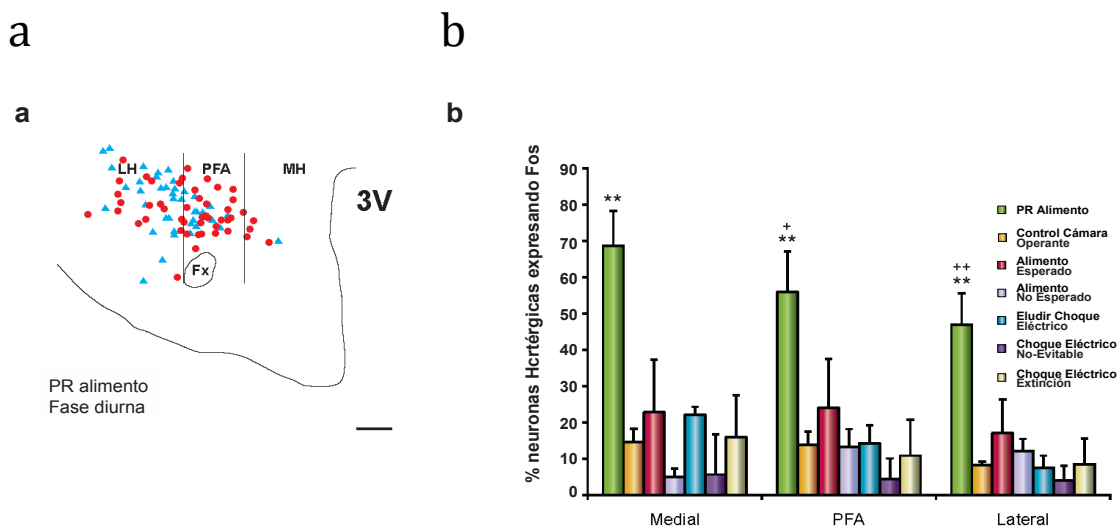 a
b
a
b
LH
PFA
MH
3V
Fx
PR alimento
Fase diurna
% neuronas Hcrtérgicas expresando Fos
90
80
70
60
50
40
30
20
10
0
**
+
**
++
**
Medial
PFA
Lateral
PR Alimento
Control Cámara
Operante
Alimento
Esperado
Alimento
No Esperado
Eludir Choque
Eléctrico
Choque Eléctrico
No-Evitable
Choque Eléctrico
Extinción